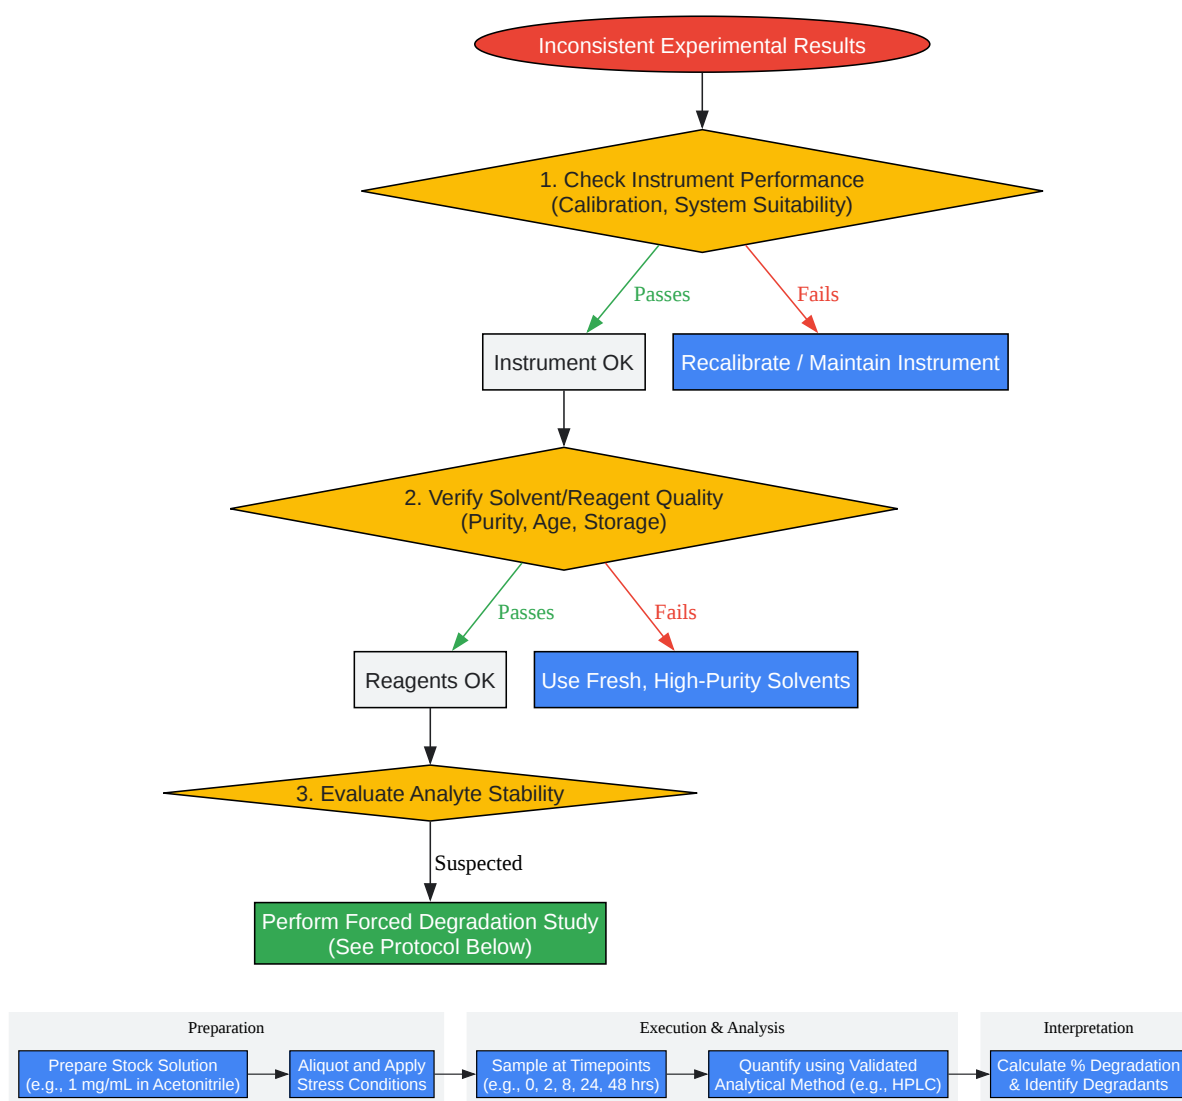 Inconsistent Experimental Results
1. Check Instrument Performance
(Calibration, System Suitability)
Passes
Fails
Instrument OK
Recalibrate / Maintain Instrument
2. Verify Solvent/Reagent Quality
(Purity, Age, Storage)
Passes
Fails
Reagents OK
Use Fresh, High-Purity Solvents
3. Evaluate Analyte Stability
Suspected
Perform Forced Degradation Study
(See Protocol Below)
Preparation
Prepare Stock Solution
(e.g., 1 mg/mL in Acetonitrile)
Aliquot and Apply
Stress Conditions
Execution & Analysis
Sample at Timepoints
(e.g., 0, 2, 8, 24, 48 hrs)
Quantify using Validated
Analytical Method (e.g., HPLC)
Interpretation
Calculate % Degradation
& Identify Degradants